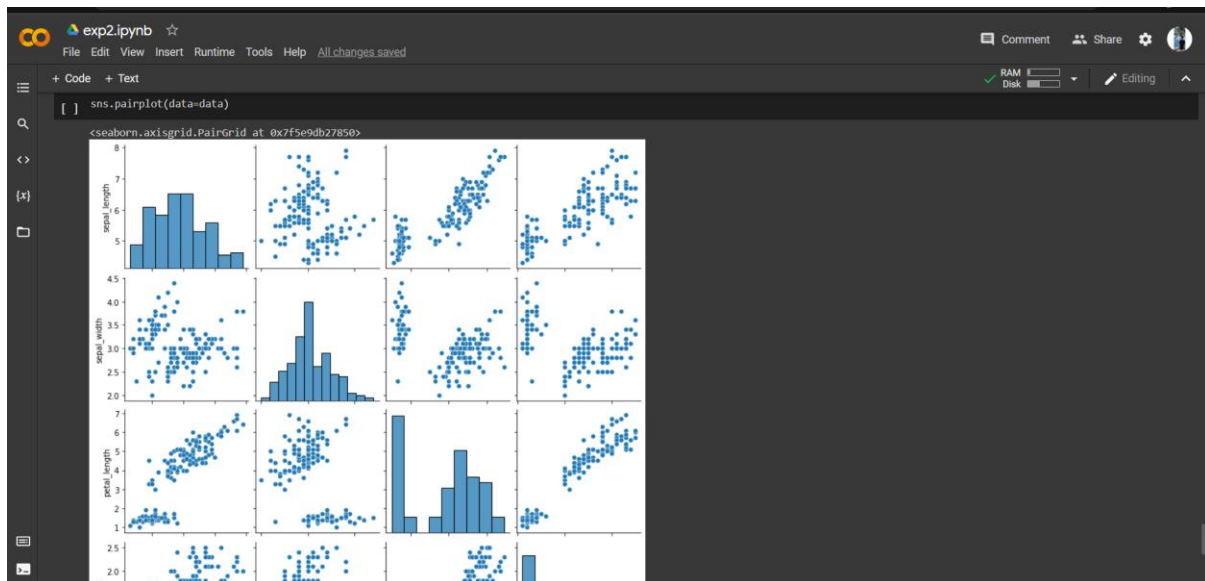 exp2.ipynb
File Edit View Insert Runtime Tools Help All changes saved
Comment
Share
+ Code + Text
RAM
Disk
Editing
[ ] sns.pairplot(data=data)
<seaborn.axisgrid.PairGrid at 0x7f5e9db27850>
8
7
6
5
sepal_length
4.5
4.0
3.5
3.0
2.5
2.0
sepal_width
7
6
5
4
3
2
1
petal_length
2.5
2.0
{x}